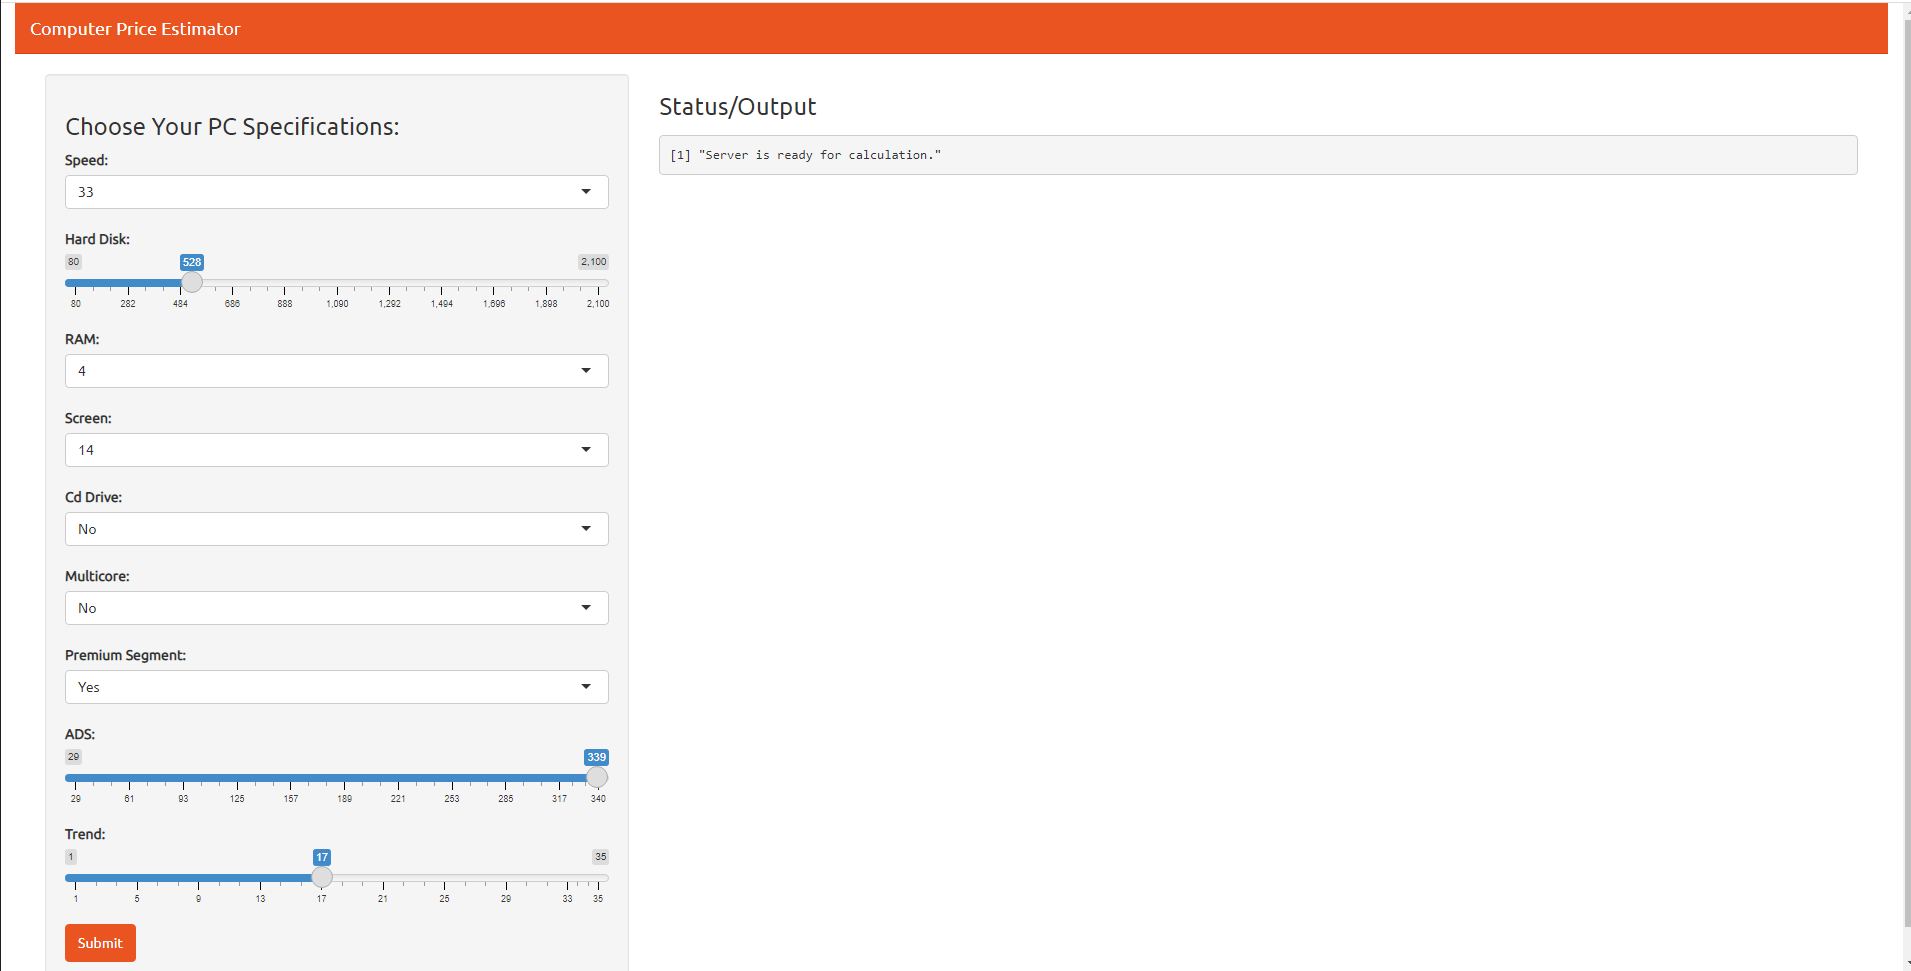 Computer Price Estimator
Choose Your PC Specifications:
Speed:
33
Hard Disk:
80 528 2,100
80 282 484 686 888 1,090 1,292 1,494 1,696 1,898 2,100
RAM:
4
Screen:
14
Cd Drive:
No
Multicore:
No
Premium Segment:
Yes
ADS:
29 339
29 61 93 125 157 189 221 253 285 317 340
Trend:
1 17 35
1 5 9 13 17 21 25 29 33 35
Submit
Status/Output
[1] "Server is ready for calculation."